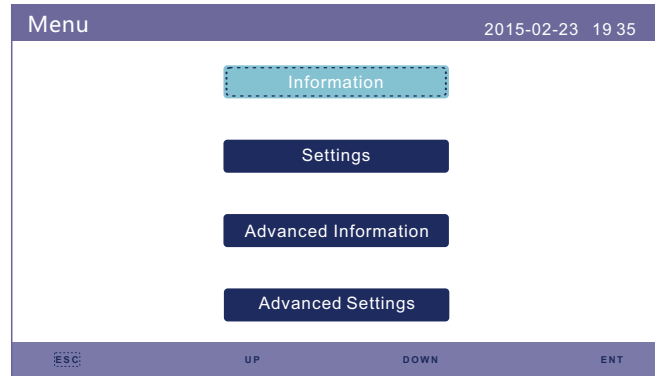 Menu 2015-02-23 19 35
Information
Settings
Advanced Information
Advanced Settings
ESC UP DOWN ENT